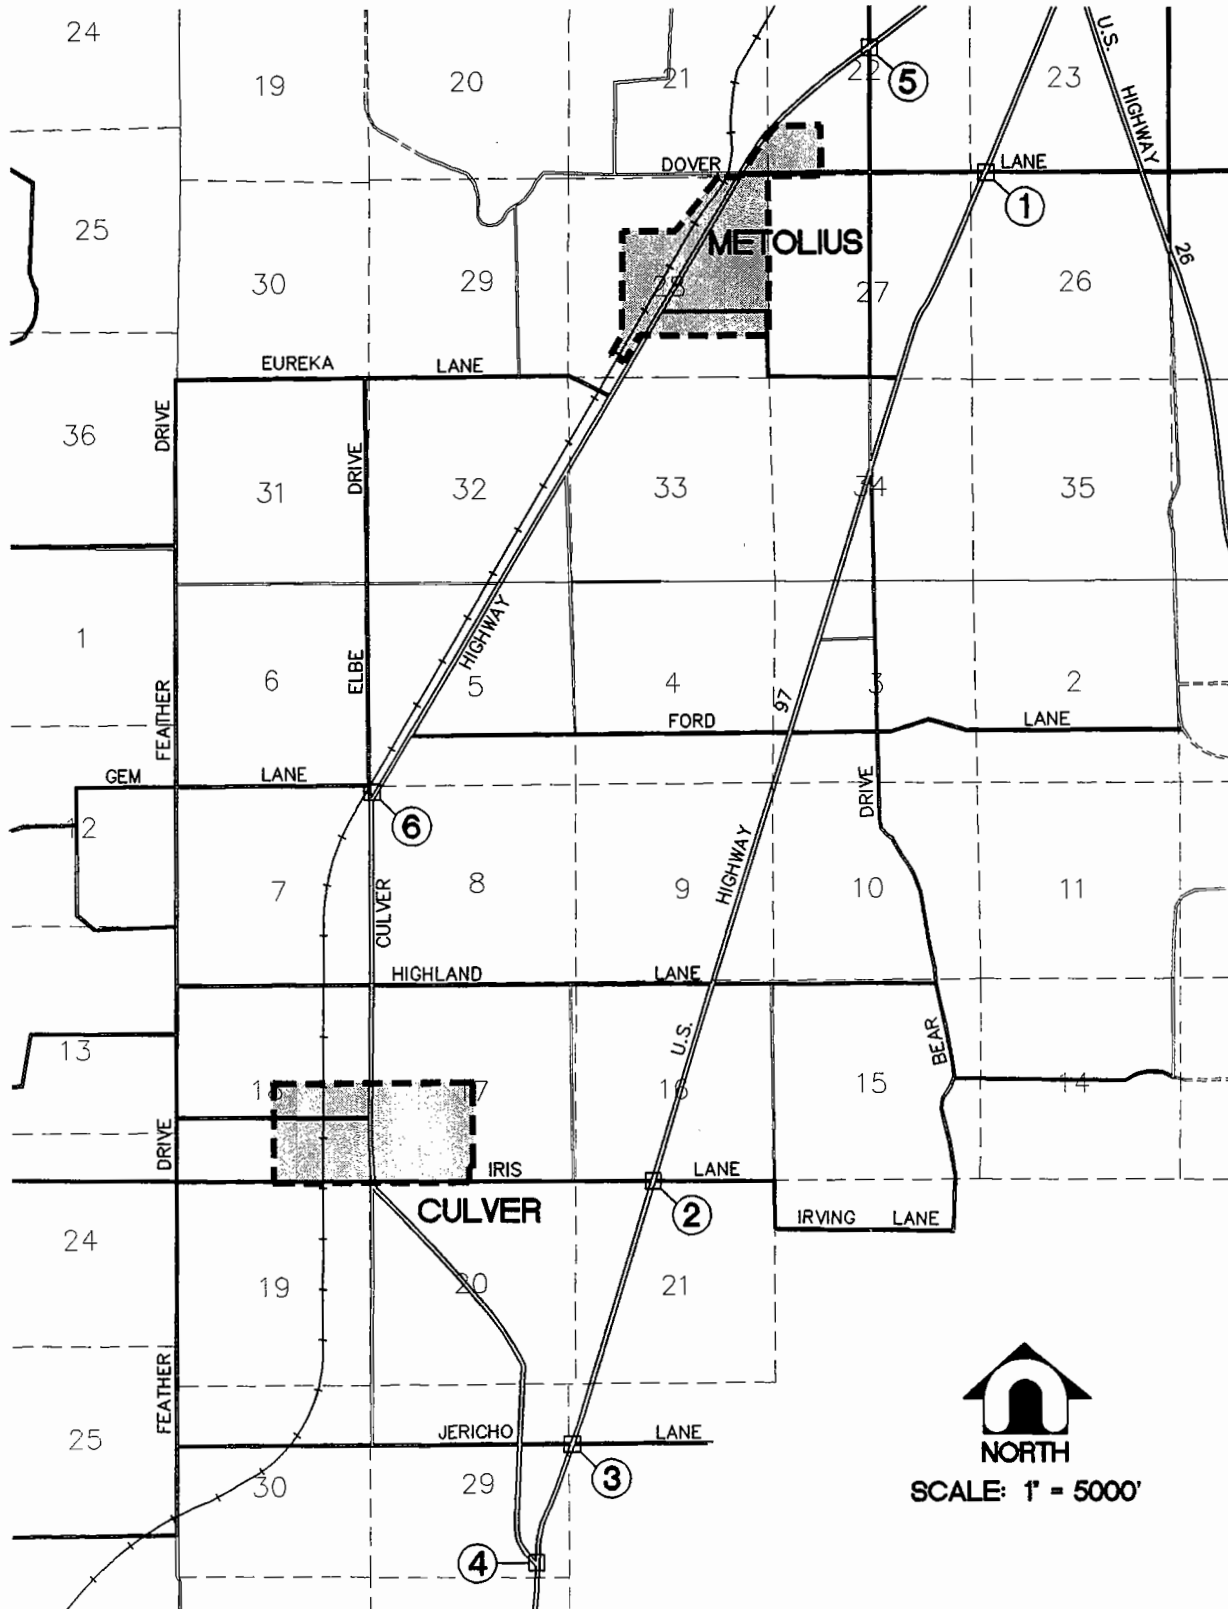 24
19
20
21
22
23
U.S.
HIGHWAY
26
5
DOVER
LANE
1
25
30
29
28
METOLIUS
27
26
EUREKA
LANE
36
DRIVE
31
DRIVE
32
33
34
35
1
FEATHER
6
ELBE
HIGHWAY
5
4
97
3
2
FORD
LANE
GEM
LANE
DRIVE
12
6
7
CULVER
8
9
HIGHWAY
10
11
HIGHLAND
LANE
13
U.S.
BEAR
18
17
16
15
14
DRIVE
IRIS
LANE
CULVER
2
IRVING
LANE
24
19
20
21
FEATHER
25
JERICHO
LANE
3
30
29
4
NORTH
SCALE: 1" = 5000'